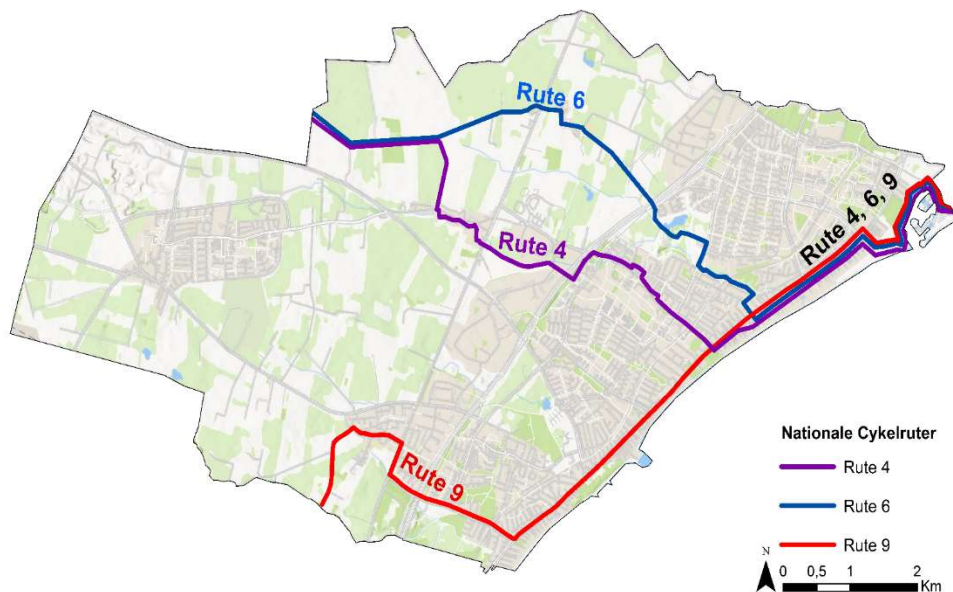 Rute 6
Rute 4
Rute 4, 6, 9
Rute 9
Nationale Cykelruter
Rute 4
Rute 6
Rute 9
N
0 0,5 1 2
Km